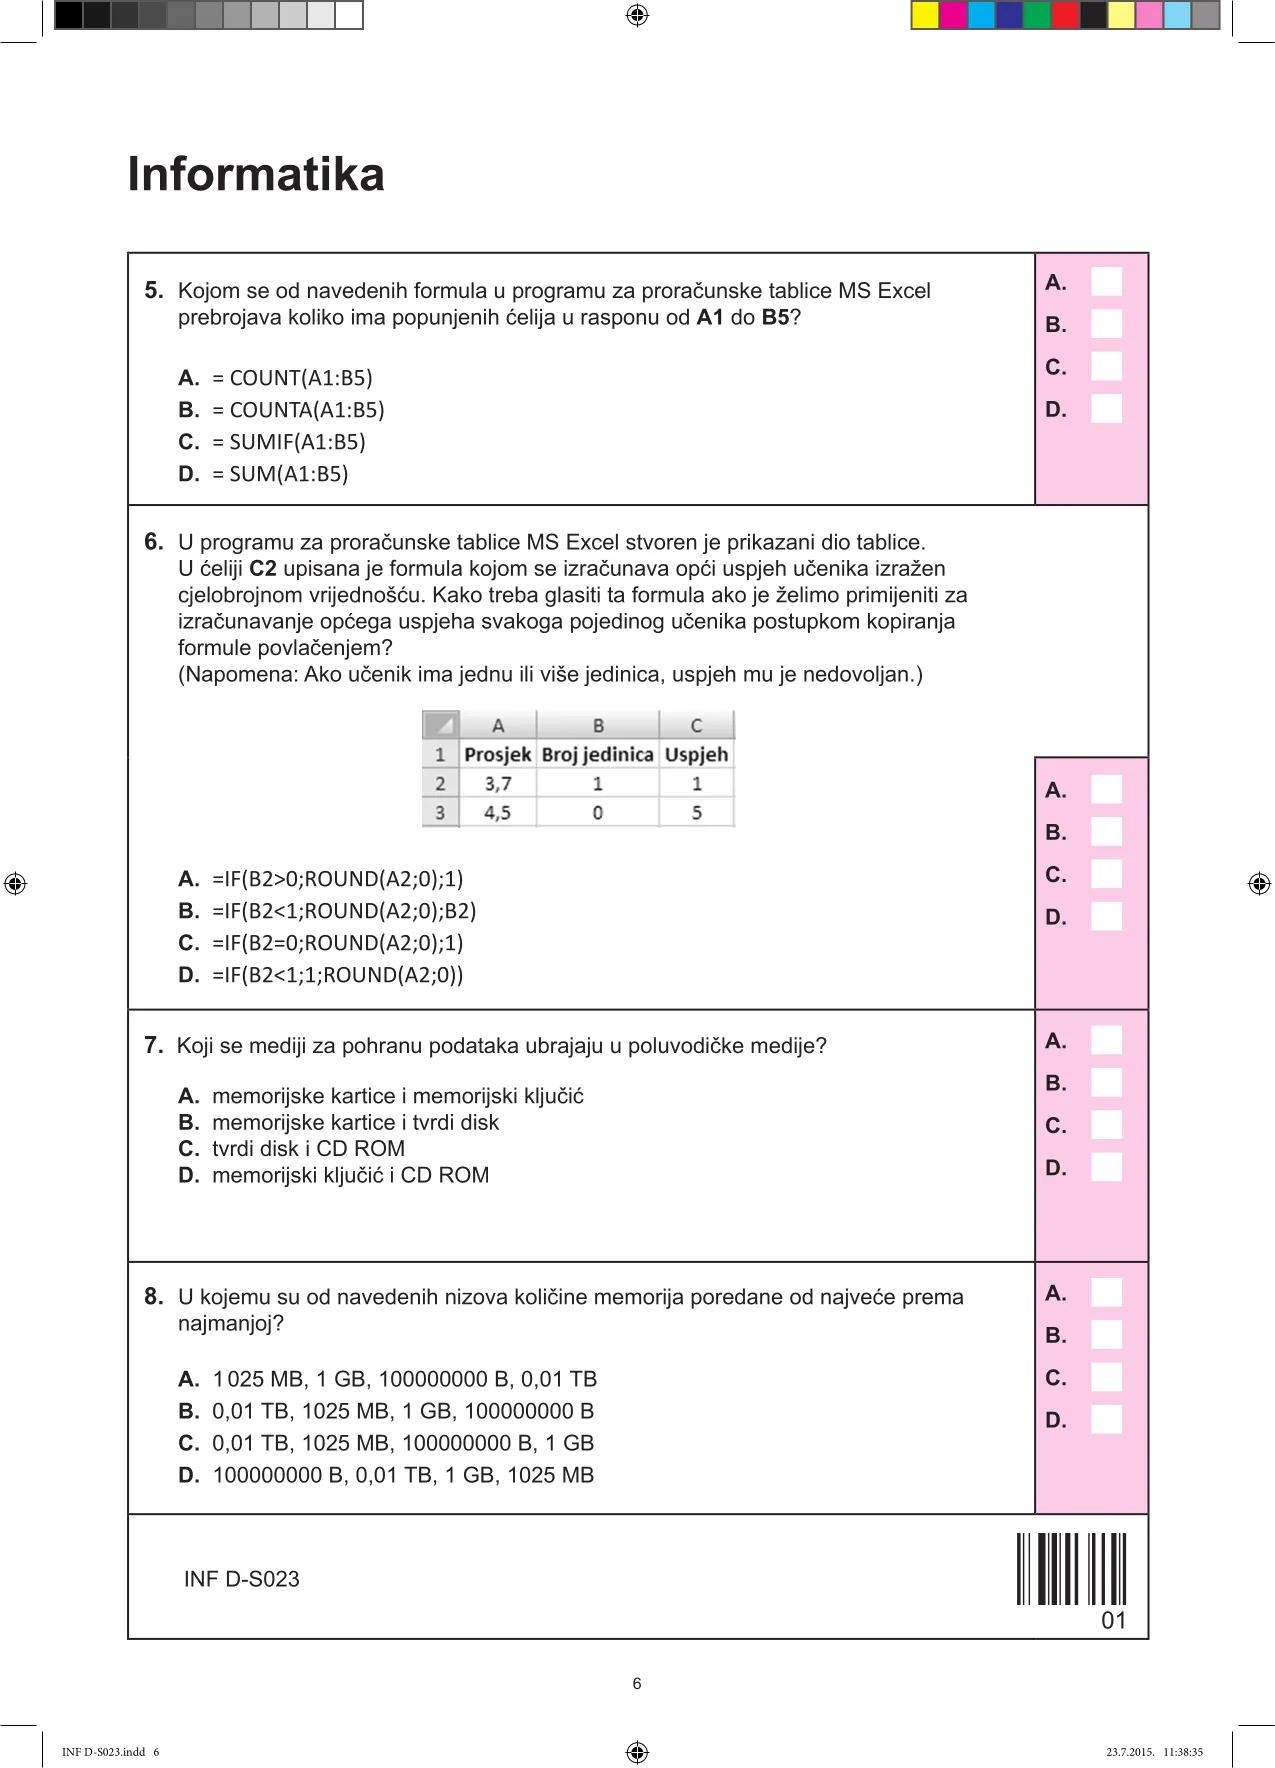 Informatika
5. Kojom se od navedenih formula u programu za proračunske tablice MS Excel
prebrojava koliko ima popunjenih ćelija u rasponu od A1 do B5?
A. = COUNT(A1:B5)
B. = COUNTA(A1:B5)
C. = SUMIF(A1:B5)
D. = SUM(A1:B5)
A.
B.
C.
D.
6. U programu za proračunske tablice MS Excel stvoren je prikazani dio tablice.
U ćeliji C2 upisana je formula kojom se izračunava opći uspjeh učenika izražen
cjelobrojnom vrijednošću. Kako treba glasiti ta formula ako je želimo primijeniti za
izračunavanje općega uspjeha svakoga pojedinog učenika postupkom kopiranja
formule povlačenjem?
(Napomena: Ako učenik ima jednu ili više jedinica, uspjeh mu je nedovoljan.)
A B C
1 Prosjek Broj jedinica Uspjeh
2 3,7 1 1
3 4,5 0 5
A. =IF(B2>0;ROUND(A2;0);1)
B. =IF(B2<1;ROUND(A2;0);B2)
C. =IF(B2=0;ROUND(A2;0);1)
D. =IF(B2<1;1;ROUND(A2;0))
A.
B.
C.
D.
7. Koji se mediji za pohranu podataka ubrajaju u poluvodičke medije?
A. memorijske kartice i memorijski ključić
B. memorijske kartice i tvrdi disk
C. tvrdi disk i CD ROM
D. memorijski ključić i CD ROM
A.
B.
C.
D.
8. U kojemu su od navedenih nizova količine memorija poredane od najveće prema
najmanjoj?
A. 1 025 MB, 1 GB, 100000000 B, 0,01 TB
B. 0,01 TB, 1025 MB, 1 GB, 100000000 B
C. 0,01 TB, 1025 MB, 100000000 B, 1 GB
D. 100000000 B, 0,01 TB, 1 GB, 1025 MB
A.
B.
C.
D.
INF D-S023
01
6
INF D-S023.indd 6 23.7.2015. 11:38:35